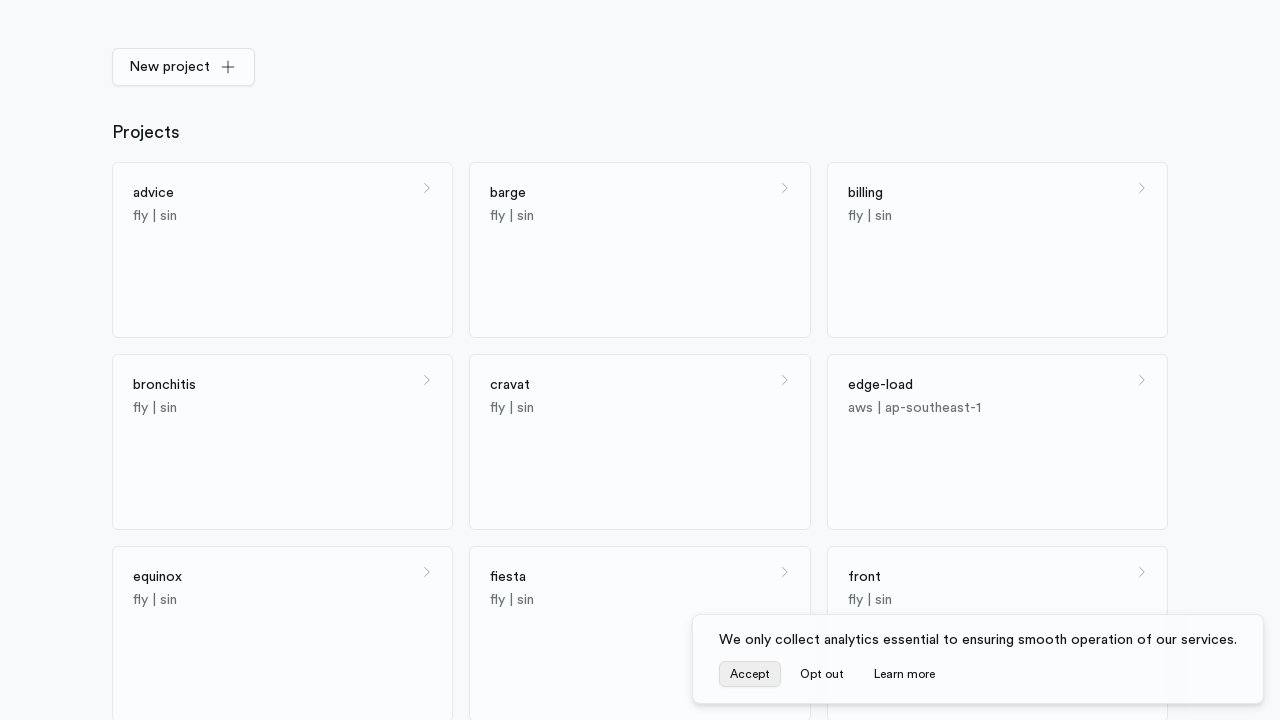 New project
Projects
advice
fly | sin
barge
fly | sin
billing
fly | sin
bronchitis
fly | sin
cravat
fly | sin
edge-load
aws | ap-southeast-1
equinox
fly | sin
fiesta
fly | sin
front
fly | sin
We only collect analytics essential to ensuring smooth operation of our services.
Accept Opt out Learn more